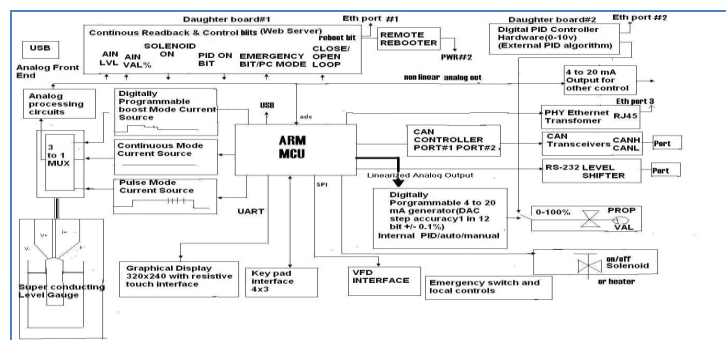 Daughter board#1
Continous Readback & Control biits (Web Server)
reboot bit
Eth port #1
AIN LVL
AIN VAL%
SOLENOID ON
PID ON BIT
EMERGENCY BIT/PC MODE
CLOSE/ OPEN LOOP
REMOTE REBOOTER
PWR##2
Daughter board#2
Digital PID Controller
Hardware(0-10v)
(External PID algorithm)
Eth port #2
USB
Analog Front
End
Analog
processing
circuits
3
to 1
MUX
Digitally
Programmable
boost Mode Current
Source
Continuous Mode
Current Source
Pulse Mode
Current Source
USB
adc
ARM
MCU
SPI
UART
non linear analog out
4 to 20 mA
Output for
other control
Eth port 3
PHY Ethernet
Transfomer
RJ45
CAN
CONTROLLER
PORT#1 PORT#2
CAN
Transceivers
CANH
CANL
Port
RS-232 LEVEL
SHIFTER
Port
Linearized Analog Output
Digitally
Porgrammable 4 to 20
mA generator(DAC
step accuracy1 in 12
bit +/- 0.1%)
Internal PID/auto/manual
0-100%
PROP
VAL
on/off
Solenoid
or heater
V+
I+
V-
I-
Super conducting
Level Gauge
Graphical Display
320x240 with resistive
touch interface
Key pad
interface
4x3
VFD
INTERFACE
Emergency switch and
local controls